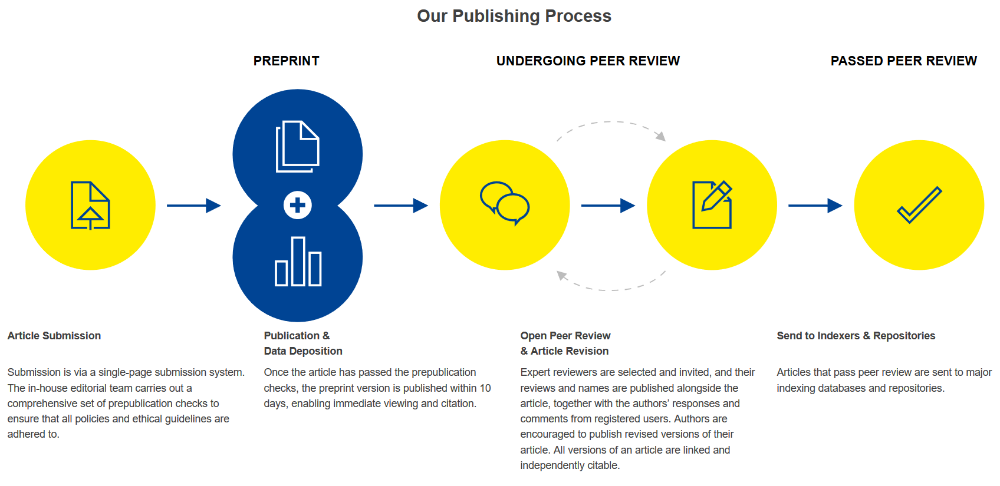 Our Publishing Process
PREPRINT
UNDERGOING PEER REVIEW
PASSED PEER REVIEW
Article Submission
Submission is via a single-page submission system.
The in-house editorial team carries out a
comprehensive set of prepublication checks to
ensure that all policies and ethical guidelines are
adhered to.
Publication &
Data Deposition
Once the article has passed the prepublication
checks, the preprint version is published within 10
days, enabling immediate viewing and citation.
Open Peer Review
& Article Revision
Expert reviewers are selected and invited, and their
reviews and names are published alongside the
article, together with the authors’ responses and
comments from registered users. Authors are
encouraged to publish revised versions of their
article. All versions of an article are linked and
independently citable.
Send to Indexers & Repositories
Articles that pass peer review are sent to major
indexing databases and repositories.